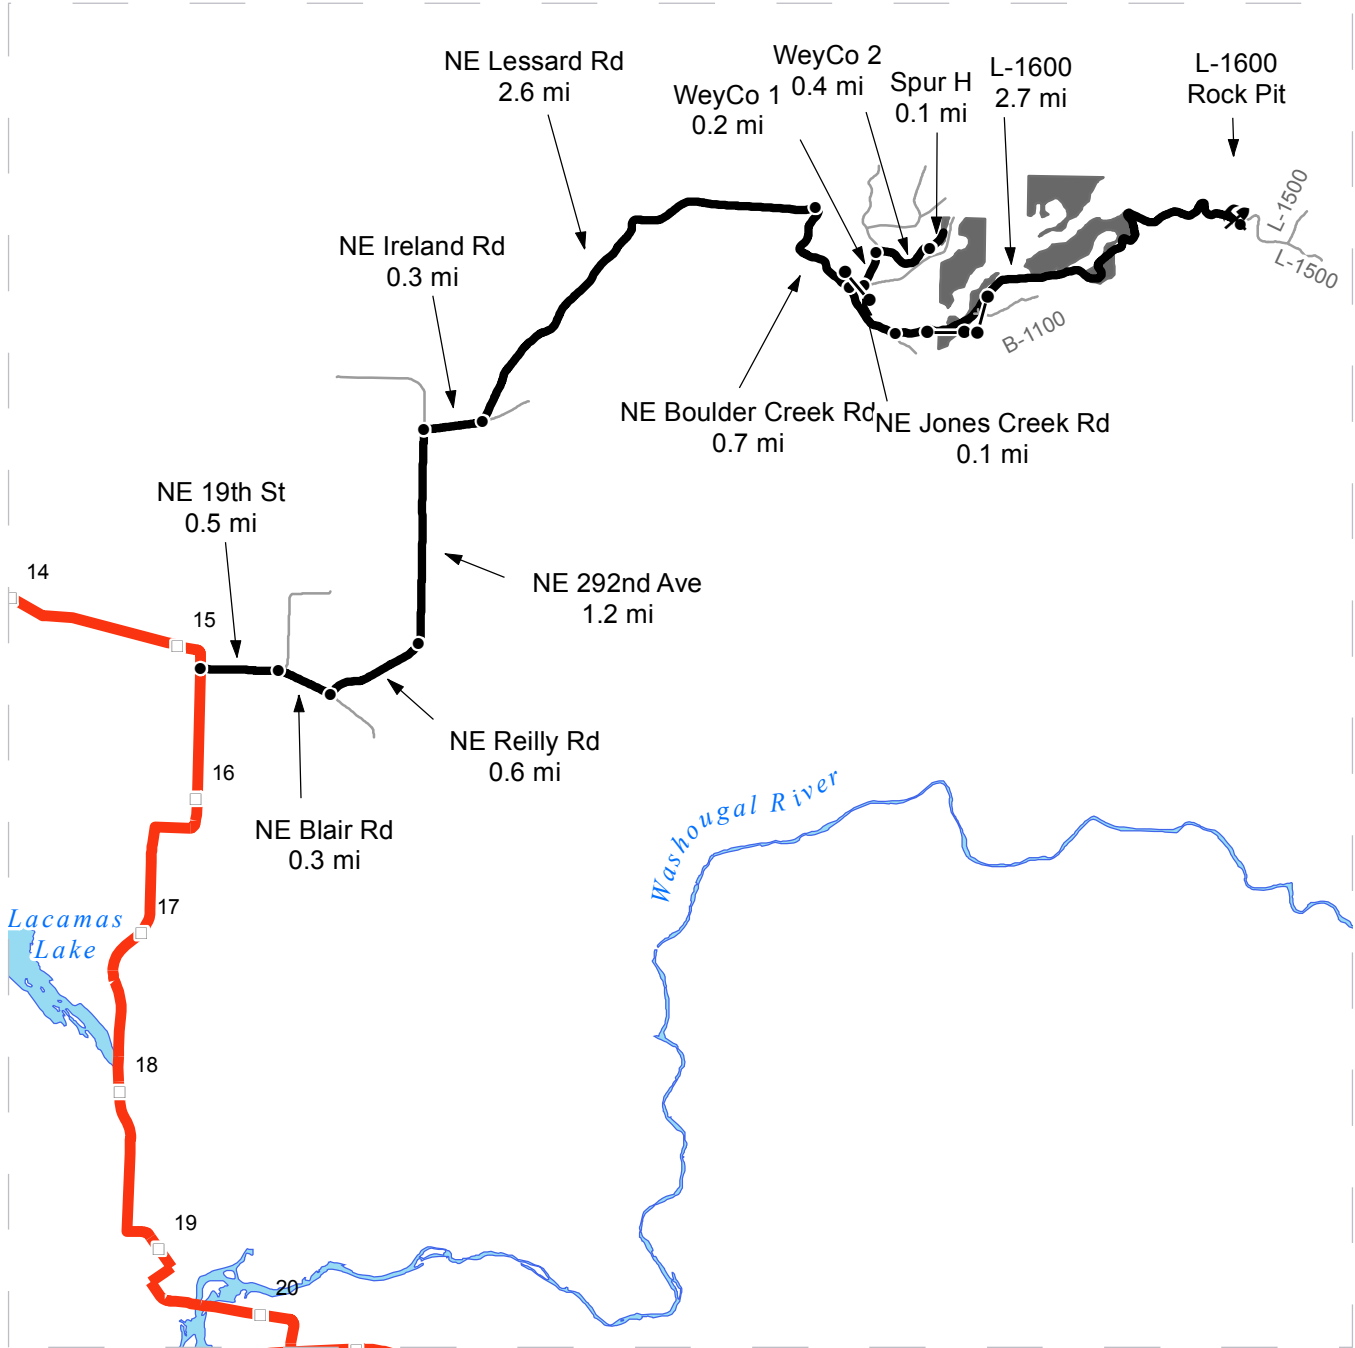 NE Lessard Rd
2.6 mi
WeyCo 1
0.2 mi
WeyCo 2
0.4 mi
Spur H
0.1 mi
L-1600
2.7 mi
L-1600
Rock Pit
L-1500
L-1500
B-1100
NE Ireland Rd
0.3 mi
NE Boulder Creek Rd
0.7 mi
NE Jones Creek Rd
0.1 mi
NE 19th St
0.5 mi
NE 292nd Ave
1.2 mi
14
15
NE Reilly Rd
0.6 mi
16
NE Blair Rd
0.3 mi
Washougal River
17
Lacamas
Lake
18
19
20